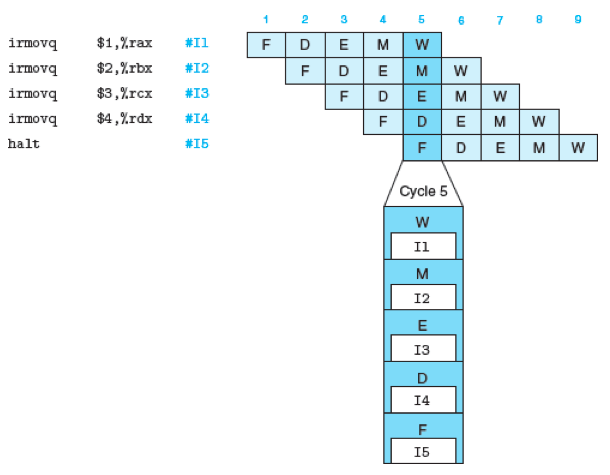 1 2 3 4 5 6 7 8 9
irmovq $1,%rax #I1 F D E M W
irmovq $2,%rbx #I2 F D E M W
irmovq $3,%rcx #I3 F D E M W
irmovq $4,%rdx #I4 F D E M W
halt #I5 F D E M W
Cycle 5
W
I1
M
I2
E
I3
D
I4
F
I5